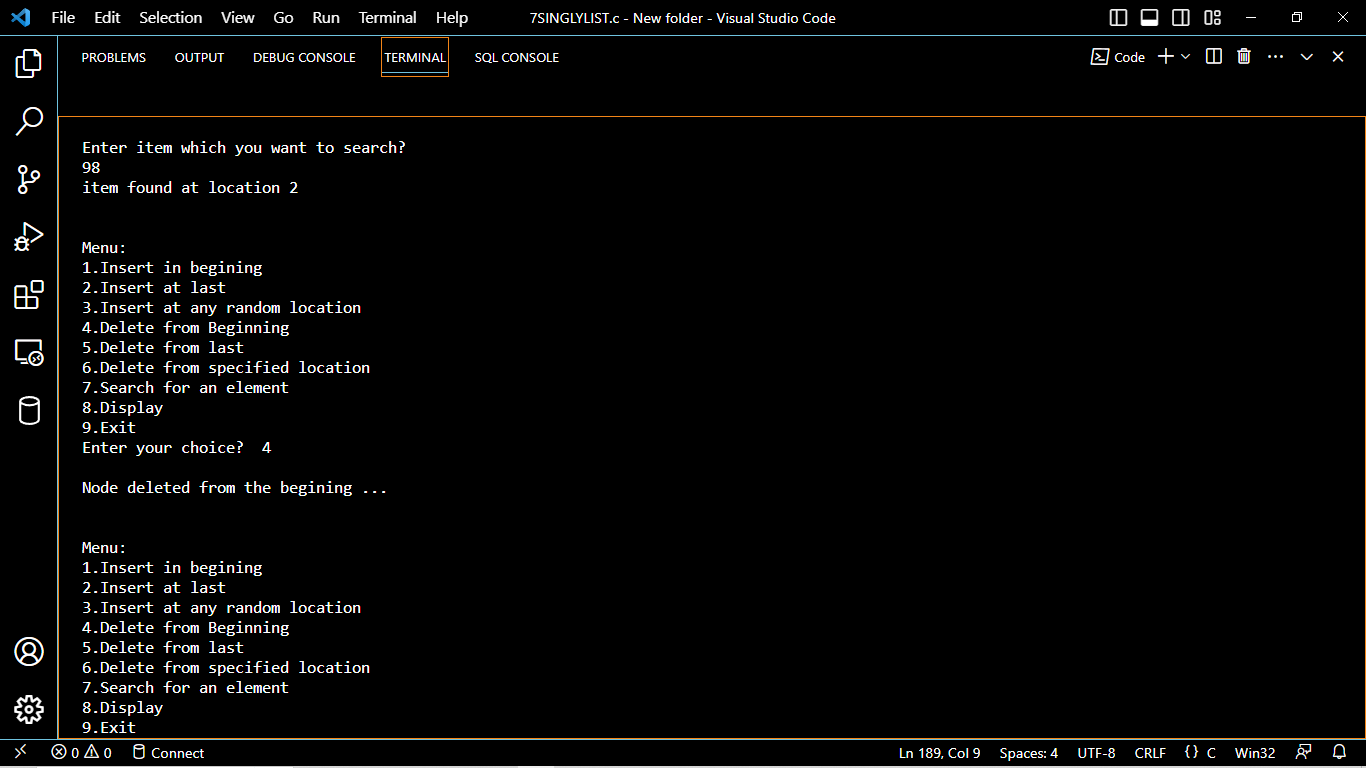 File Edit Selection View Go Run Terminal Help 7SINGLYLIST.c - New folder - Visual Studio Code
PROBLEMS OUTPUT DEBUG CONSOLE TERMINAL SQL CONSOLE Code
Enter item which you want to search?
98
item found at location 2
Menu:
1.Insert in begining
2.Insert at last
3.Insert at any random location
4.Delete from Beginning
5.Delete from last
6.Delete from specified location
7.Search for an element
8.Display
9.Exit
Enter your choice?  4
Node deleted from the begining ...
Menu:
1.Insert in begining
2.Insert at last
3.Insert at any random location
4.Delete from Beginning
5.Delete from last
6.Delete from specified location
7.Search for an element
8.Display
9.Exit
0 0 Connect Ln 189, Col 9 Spaces: 4 UTF-8 CRLF {} C Win32